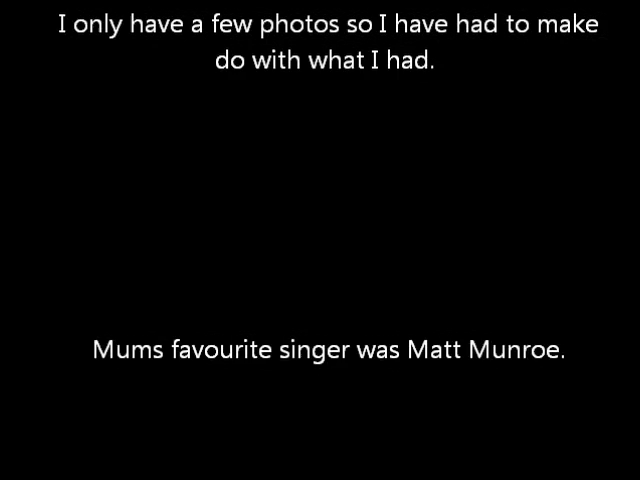 I only have a few photos so I have had to make
do with what I had.
Mums favourite singer was Matt Munroe.